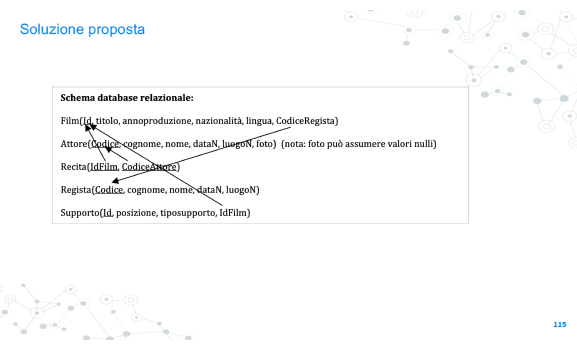 Soluzione proposta
Schema database relazionale:
Film(Id, titolo, annoproduzione, nazionalità, lingua, CodiceRegista)
Attore(Codice, cognome, nome, dataN, luogoN, foto) (nota: foto può assumere valori nulli)
Recita(IdFilm, CodiceAttore)
Regista(Codice, cognome, nome, dataN, luogoN)
Supporto(Id, posizione, tiposupporto, IdFilm)
115